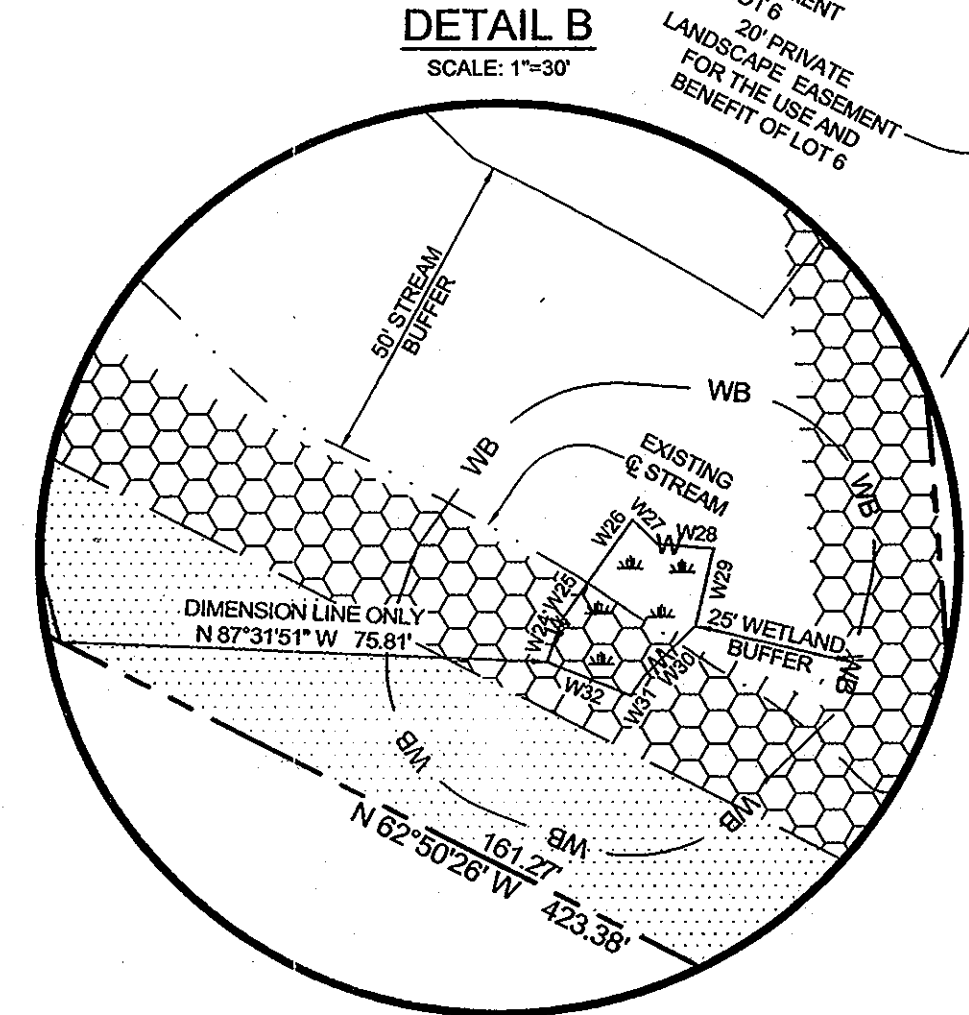 DETAIL B
SCALE: 1"=30'
LOT 6
20' PRIVATE
LANDSCAPE EASEMENT
FOR THE USE AND
BENEFIT OF LOT 6
50' STREAM
BUFFER
WB
WB
WB
EXISTING
℄ STREAM
W26
W27
W
W28
W29
W24
W
W25
DIMENSION LINE ONLY
N 87°31'51" W 75.81'
25' WETLAND
BUFFER
WB
W30
W31
W32
WB
WB
WB
161.27'
N 62°50'26' W 423.38'